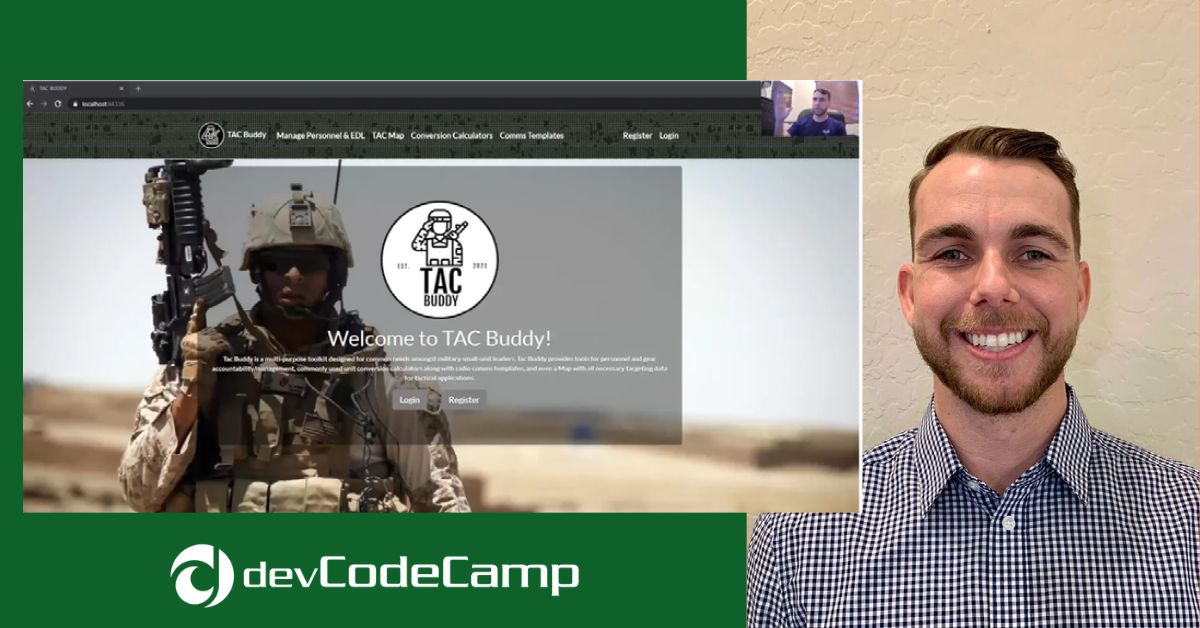 TAC BUDDY
localhost:44336
TAC Buddy Manage Personnel & EDL TAC Map Conversion Calculators Comms Templates Register Login
EST. 2021
TAC
BUDDY
Welcome to TAC Buddy!
Tac Buddy is a multi-purpose toolkit designed for common needs amongst military small-unit leaders. Tac Buddy provides tools for personnel and gear
accountability/management, commonly used unit conversion calculators along with radio comms templates, and even a Map with all necessary targeting data
for tactical applications.
Login Register
devCodeCamp